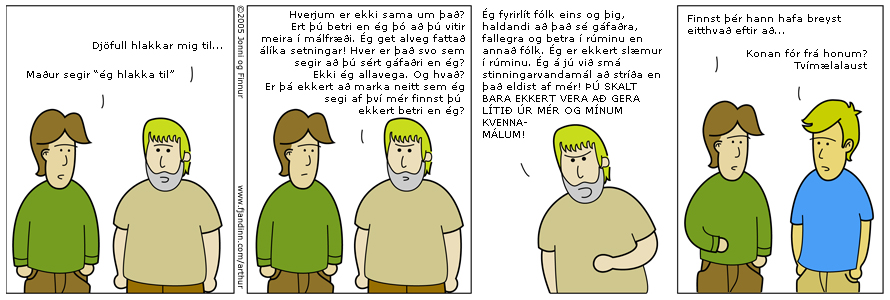 Djöfull hlakkar mig til...
Maður segir “ég hlakka til”
©2005 Jonni og Finnur
www.fjandinn.com/arthur
Hverjum er ekki sama um það?
Ert þú betri en ég þó að þú vitir
meira í málfræði. Ég get alveg fattað
álíka setningar! Hver er það svo sem
segir að þú sért gáfaðri en ég?
Ekki ég allavega. Og hvað?
Er þá ekkert að marka neitt sem ég
segi af því mér finnst þú
ekkert betri en ég?
Ég fyrirlít fólk eins og þig,
haldandi að það sé gáfaðra,
fallegra og betra í rúminu en
annað fólk. Ég er ekkert slæmur
í rúminu. Ég á jú við smá
stinningarvandamál að stríða en
það eldist af mér! ÞÚ SKALT
BARA EKKERT VERA AÐ GERA
LÍTIÐ ÚR MÉR OG MÍNUM
KVENNA-
MÁLUM!
Finnst þér hann hafa breyst
eitthvað eftir að...
Konan fór frá honum?
Tvímælalaust